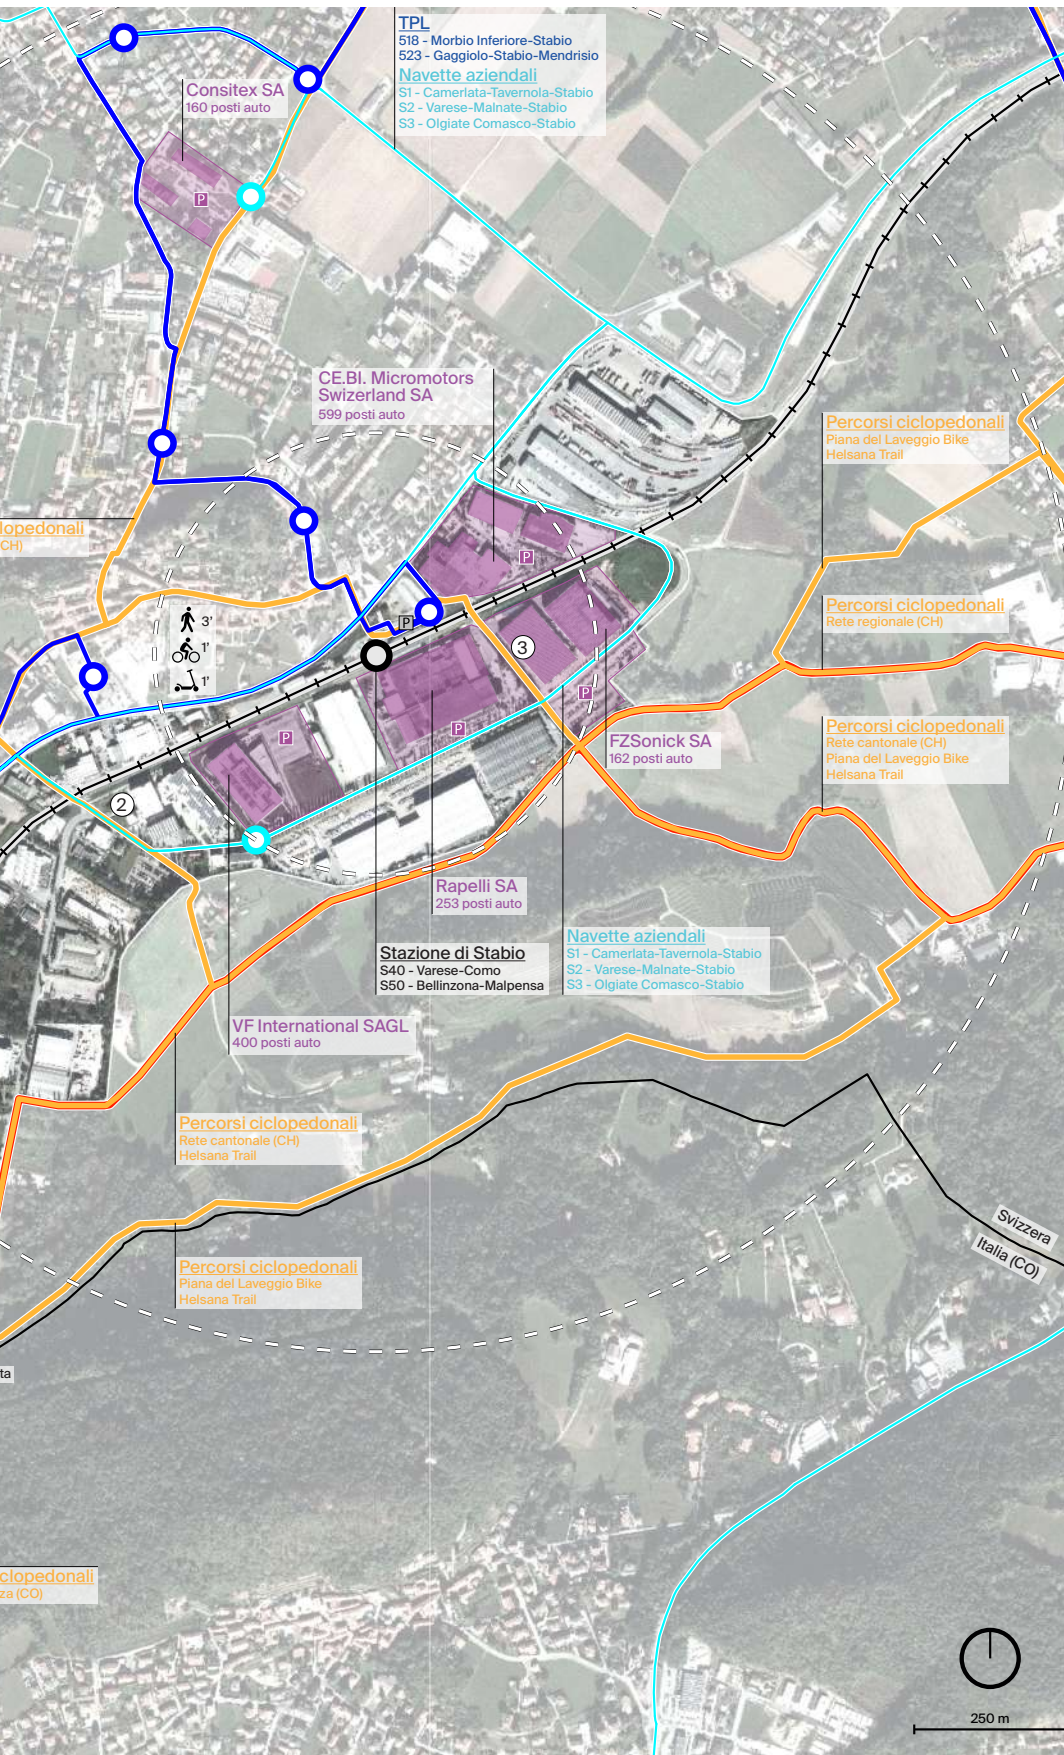 TPL
518 - Morbio Inferiore-Stabio
523 - Gaggiolo-Stabio-Mendrisio
Navette aziendali
S1 - Camerlata-Tavernola-Stabio
S2 - Varese-Malnate-Stabio
S3 - Olgiate Comasco-Stabio
Consitex SA
160 posti auto
P
CE.BI. Micromotors
Swizerland SA
599 posti auto
Percorsi ciclopedonali
Piana del Laveggio Bike
Helsana Trail
lopedonali
CH)
P
Percorsi ciclopedonali
Rete regionale (CH)
3'
1'
1'
P
3
P
P
P
FZSonick SA
162 posti auto
Percorsi ciclopedonali
Rete cantonale (CH)
Piana del Laveggio Bike
Helsana Trail
2
Rapelli SA
253 posti auto
Stazione di Stabio
S40 - Varese-Como
S50 - Bellinzona-Malpensa
Navette aziendali
S1 - Camerlata-Tavernola-Stabio
S2 - Varese-Malnate-Stabio
S3 - Olgiate Comasco-Stabio
VF International SAGL
400 posti auto
Percorsi ciclopedonali
Rete cantonale (CH)
Helsana Trail
Svizzera
Italia (CO)
Percorsi ciclopedonali
Piana del Laveggio Bike
Helsana Trail
ta
clopedonali
za (CO)
250 m